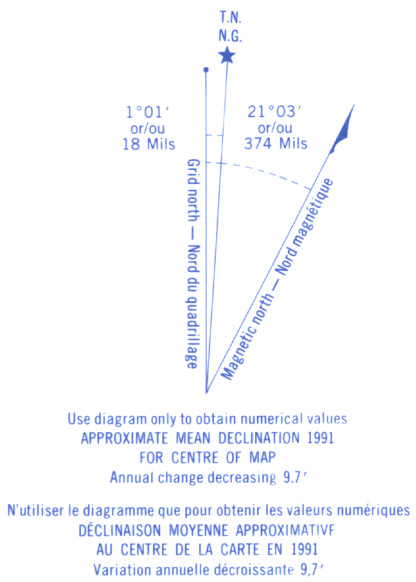 T.N.
N.G.
1°01′
or/ou
18 Mils
21°03′
or/ou
374 Mils
Grid north — Nord du quadrillage
Magnetic north — Nord magnétique
Use diagram only to obtain numerical values
APPROXIMATE MEAN DECLINATION 1991
FOR CENTRE OF MAP
Annual change decreasing 9.7′
N'utiliser le diagramme que pour obtenir les valeurs numériques
DÉCLINAISON MOYENNE APPROXIMATIVE
AU CENTRE DE LA CARTE EN 1991
Variation annuelle décroissante 9,7′